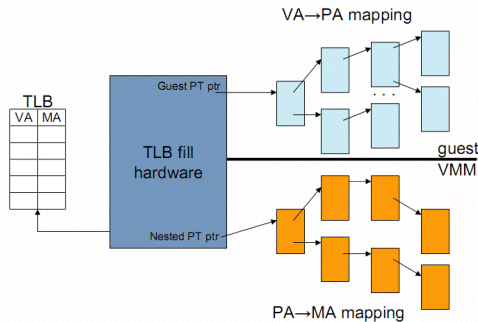 VA→PA mapping
TLB
VA MA
Guest PT ptr
TLB fill
hardware
. . .
guest
VMM
Nested PT ptr
PA→MA mapping